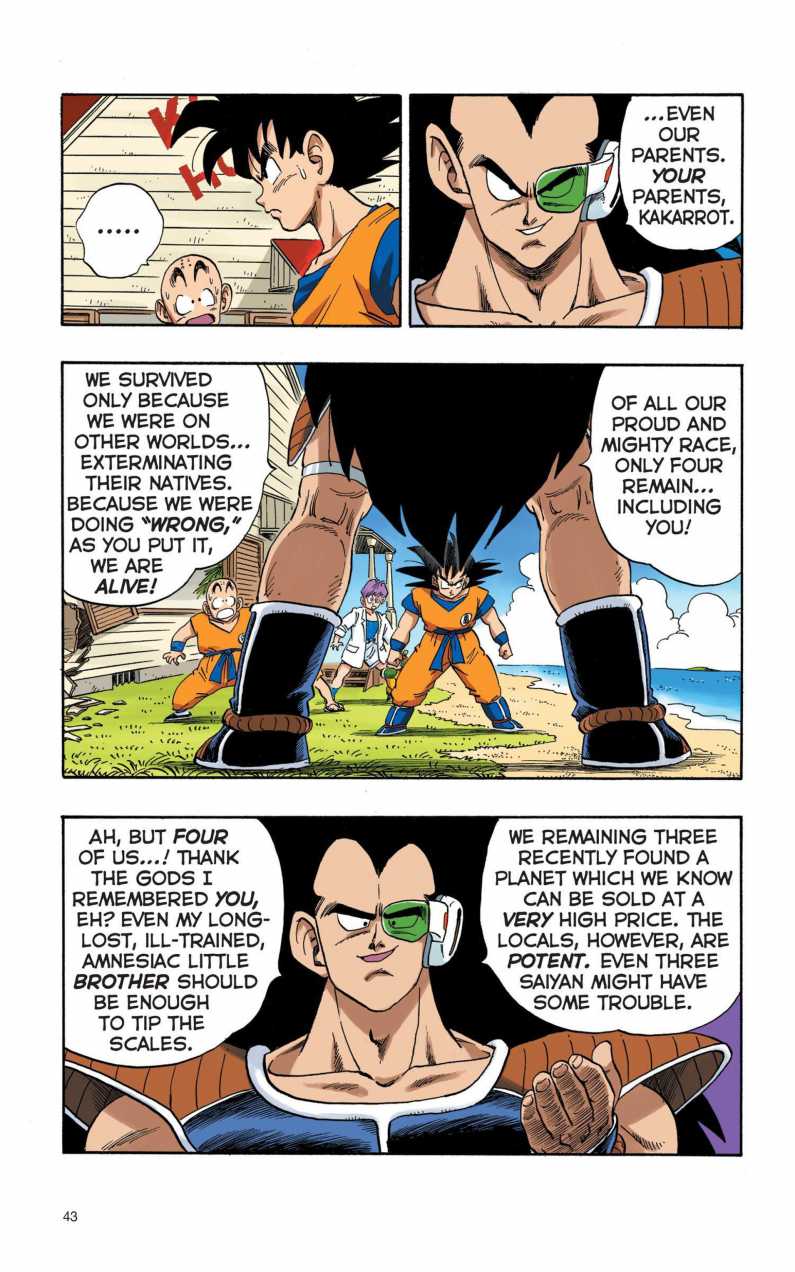 ...EVEN
OUR
PARENTS.
YOUR
PARENTS,
KAKARROT.
.....
OF ALL OUR
PROUD AND
MIGHTY RACE,
ONLY FOUR
REMAIN...
INCLUDING
YOU!
WE SURVIVED
ONLY BECAUSE
WE WERE ON
OTHER WORLDS...
EXTERMINATING
THEIR NATIVES.
BECAUSE WE WERE
DOING “WRONG,”
AS YOU PUT IT,
WE ARE
ALIVE!
WE REMAINING THREE
RECENTLY FOUND A
PLANET WHICH WE KNOW
CAN BE SOLD AT A
VERY HIGH PRICE. THE
LOCALS, HOWEVER, ARE
POTENT. EVEN THREE
SAIYAN MIGHT HAVE
SOME TROUBLE.
AH, BUT FOUR
OF US...! THANK
THE GODS I
REMEMBERED YOU,
EH? EVEN MY LONG-
LOST, ILL-TRAINED,
AMNESIAC LITTLE
BROTHER SHOULD
BE ENOUGH
TO TIP THE
SCALES.
43